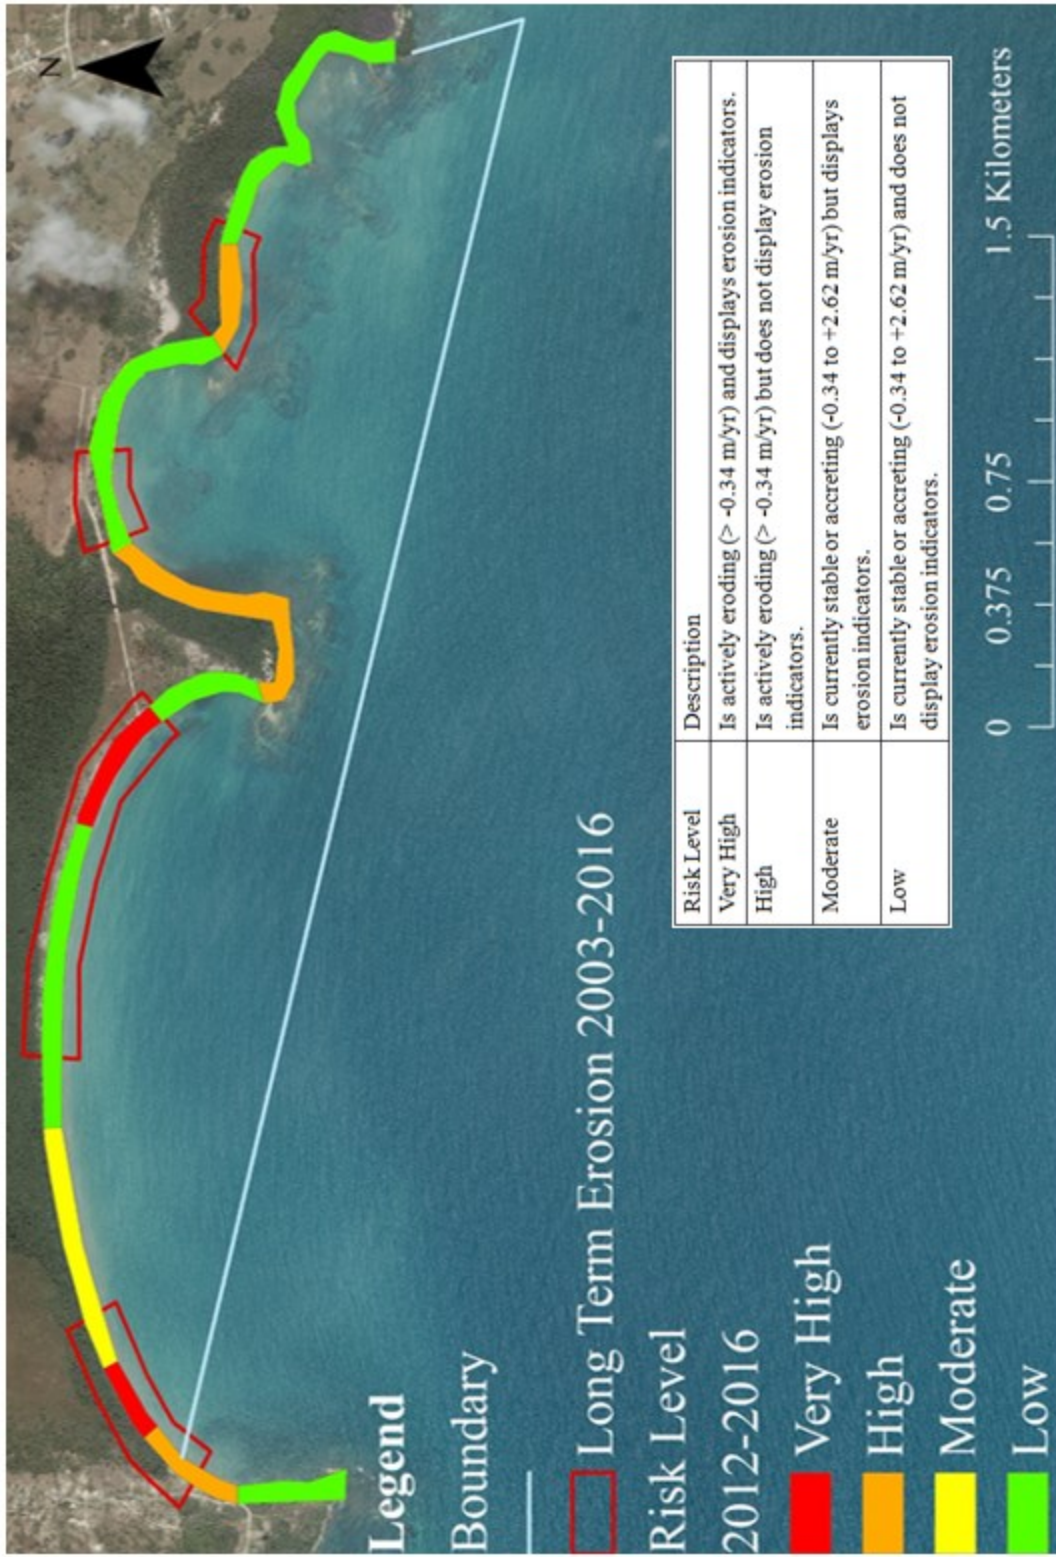 N
Legend
Boundary
Long Term Erosion 2003-2016
Risk Level
2012-2016
Very High
High
Moderate
Low
Risk Level Description
Very High Is actively eroding (> -0.34 m/yr) and displays erosion indicators.
High Is actively eroding (> -0.34 m/yr) but does not display erosion
indicators.
Moderate Is currently stable or accreting (-0.34 to +2.62 m/yr) but displays
erosion indicators.
Low Is currently stable or accreting (-0.34 to +2.62 m/yr) and does not
display erosion indicators.
0 0.375 0.75 1.5 Kilometers